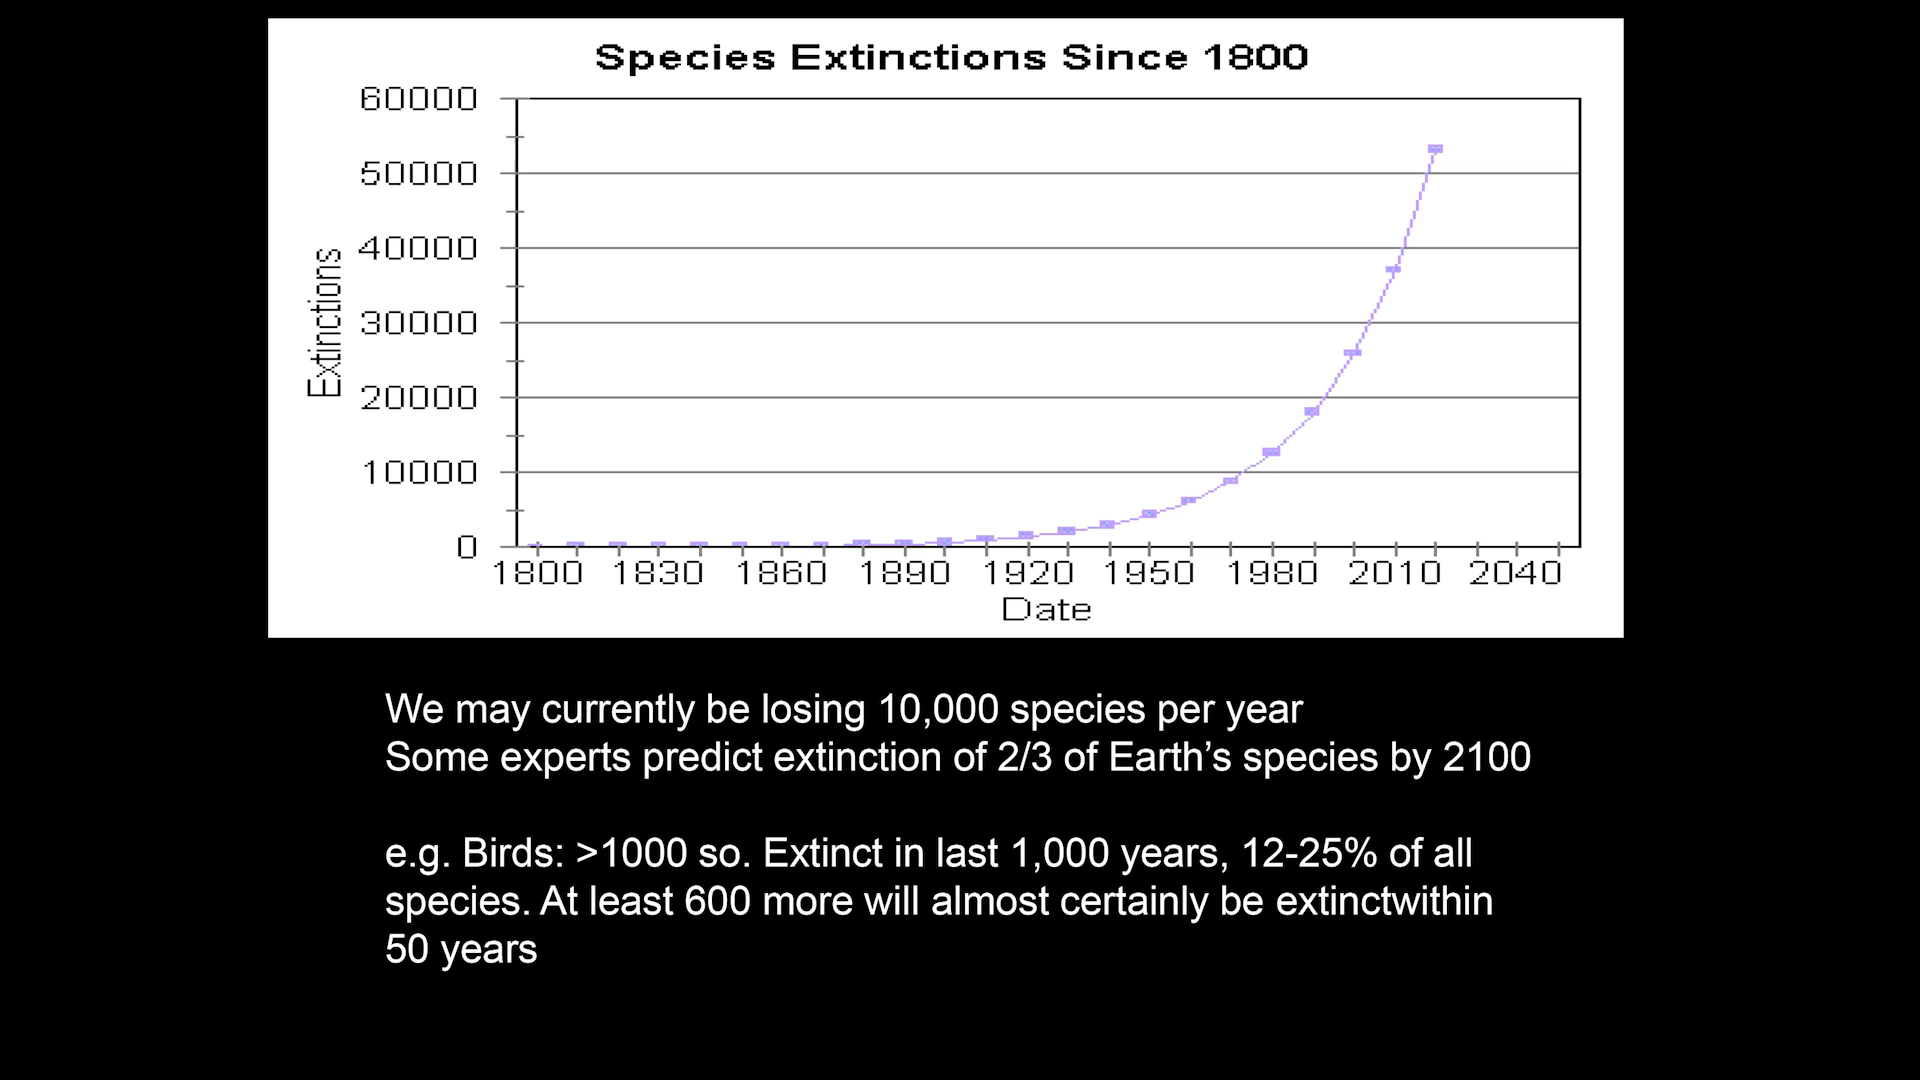 Species Extinctions Since 1800
60000
50000
40000
30000
20000
10000
0
Extinctions
1800 1830 1860 1890 1920 1950 1980 2010 2040
Date
We may currently be losing 10,000 species per year
Some experts predict extinction of 2/3 of Earth’s species by 2100
e.g. Birds: >1000 so. Extinct in last 1,000 years, 12-25% of all
species. At least 600 more will almost certainly be extinctwithin
50 years